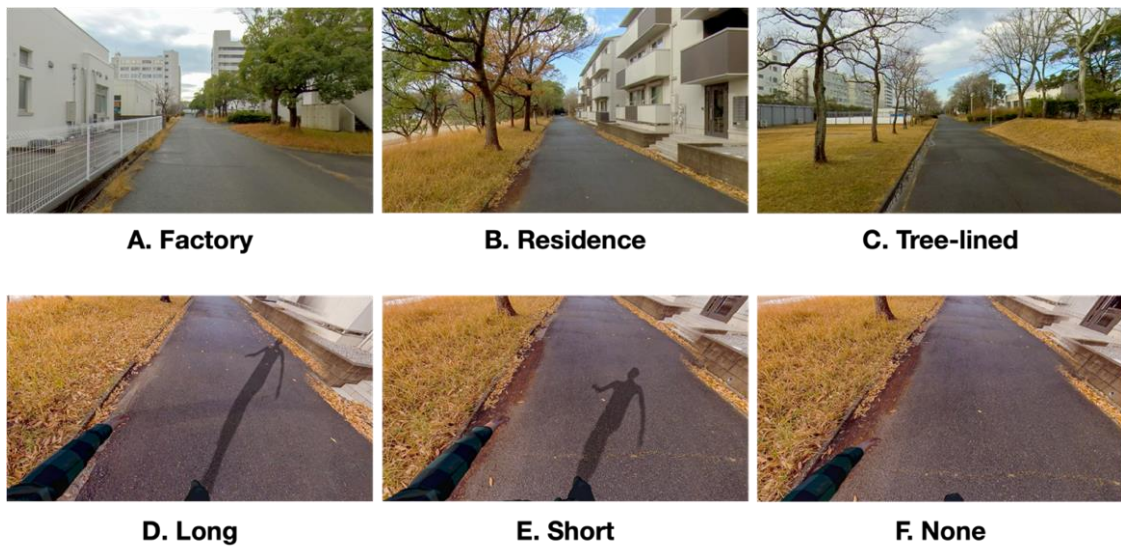 A. Factory
B. Residence
C. Tree-lined
D. Long
E. Short
F. None